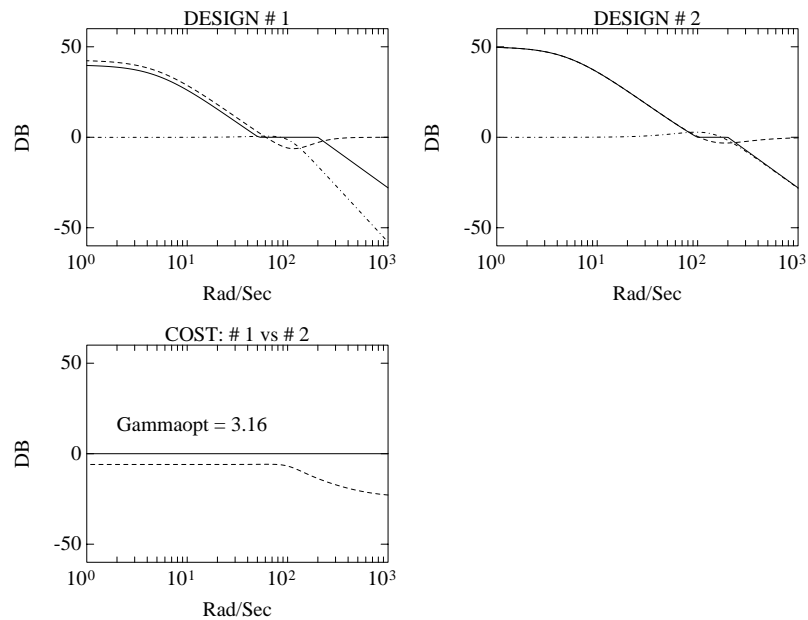 DESIGN # 1
50
0
-50
DB
10^0 10^1 10^2 10^3
Rad/Sec
DESIGN # 2
50
0
-50
DB
10^0 10^1 10^2 10^3
Rad/Sec
COST: # 1 vs # 2
50
0
-50
DB
Gammaopt = 3.16
10^0 10^1 10^2 10^3
Rad/Sec